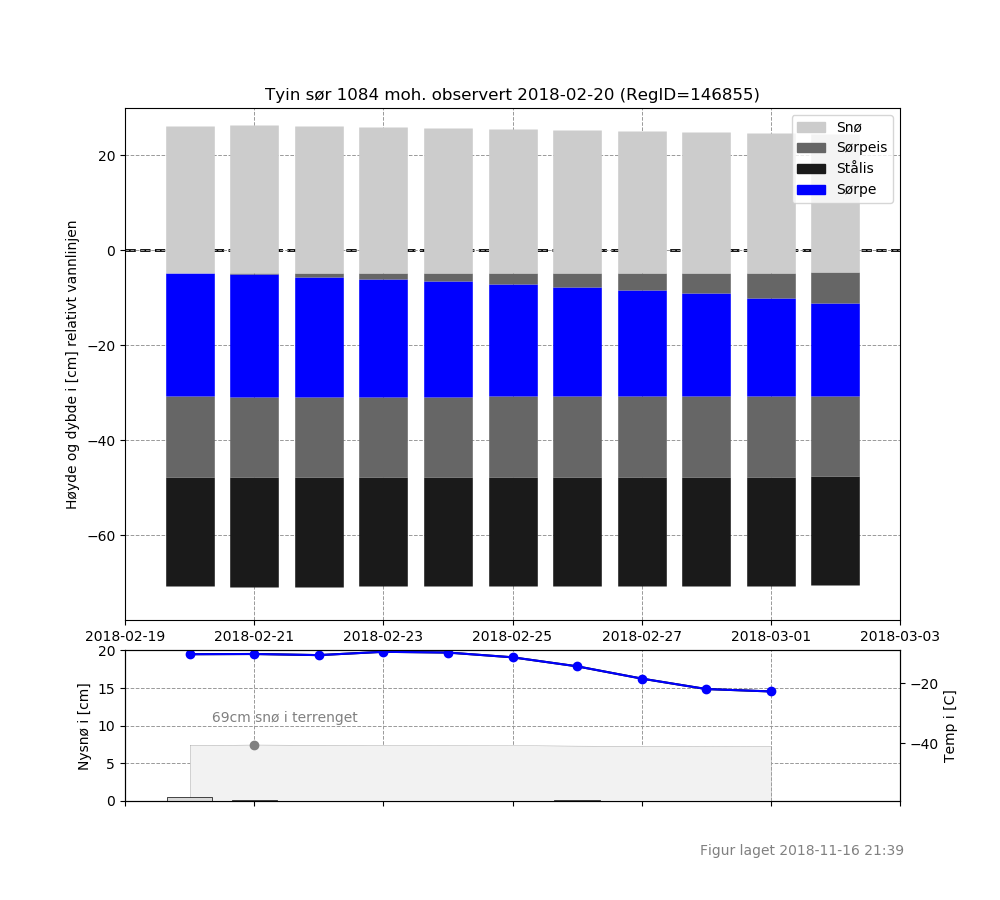 Tyin sør 1084 moh. observert 2018-02-20 (RegID=146855)
Høyde og dybde i [cm] relativt vannlinjen
20
0
−20
−40
−60
Snø
Sørpeis
Stålis
Sørpe
2018-02-19 2018-02-21 2018-02-23 2018-02-25 2018-02-27 2018-03-01 2018-03-03
Nysnø i [cm]
20
15
10
5
0
69cm snø i terrenget
−20
−40
Temp i [C]
Figur laget 2018-11-16 21:39